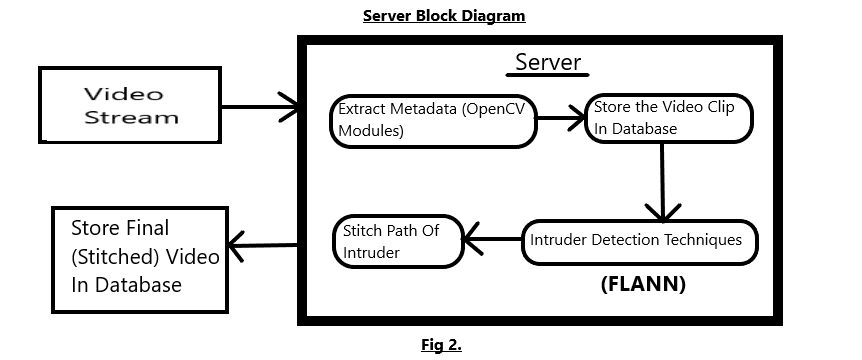 Server Block Diagram
Server
Video
Stream
Extract Metadata (OpenCV
Modules)
Store the Video Clip
In Database
Intruder Detection Techniques
(FLANN)
Stitch Path Of
Intruder
Store Final
(Stitched) Video
In Database
Fig 2.